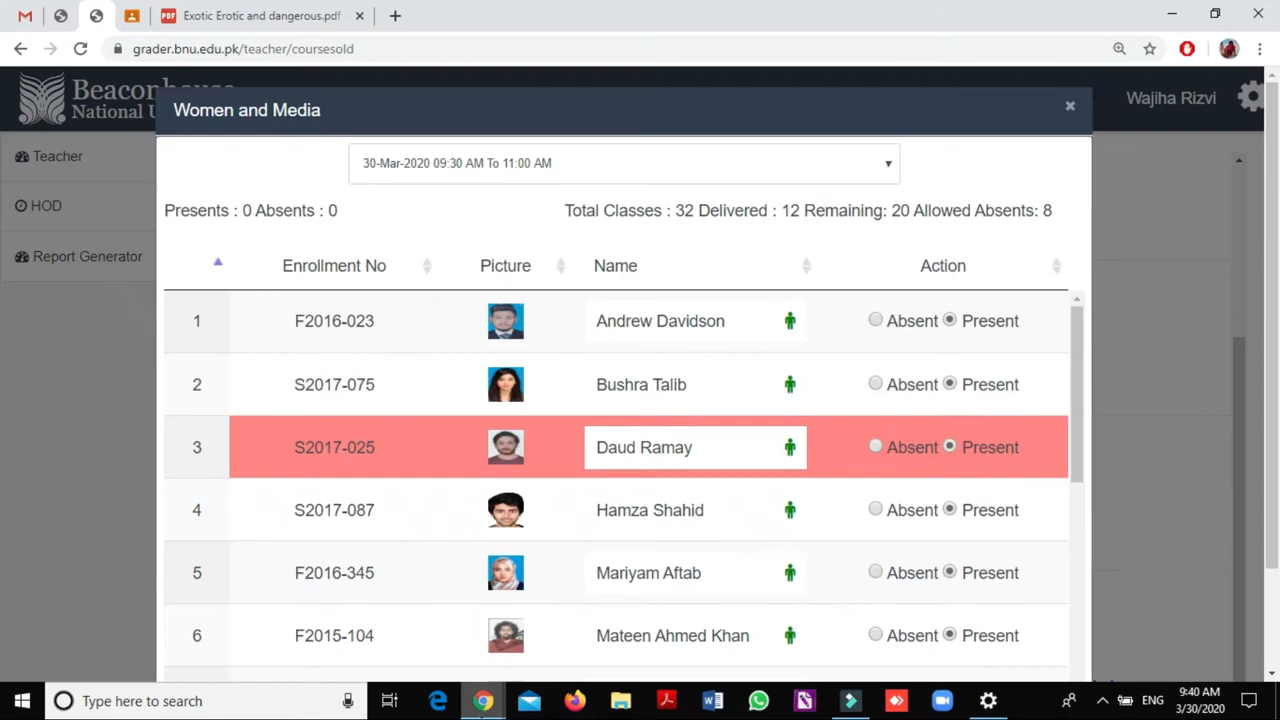 Exotic Erotic and dangerous.pdf
grader.bnu.edu.pk/teacher/coursesold
Beaconhouse
National U
Wajiha Rizvi
Women and Media
Teacher
HOD
Report Generator
30-Mar-2020 09:30 AM To 11:00 AM
Presents : 0 Absents : 0
Total Classes : 32 Delivered : 12 Remaining: 20 Allowed Absents: 8
Enrollment No Picture Name Action
1 F2016-023 Andrew Davidson Absent Present
2 S2017-075 Bushra Talib Absent Present
3 S2017-025 Daud Ramay Absent Present
4 S2017-087 Hamza Shahid Absent Present
5 F2016-345 Mariyam Aftab Absent Present
6 F2015-104 Mateen Ahmed Khan Absent Present
Type here to search
ENG
9:40 AM
3/30/2020